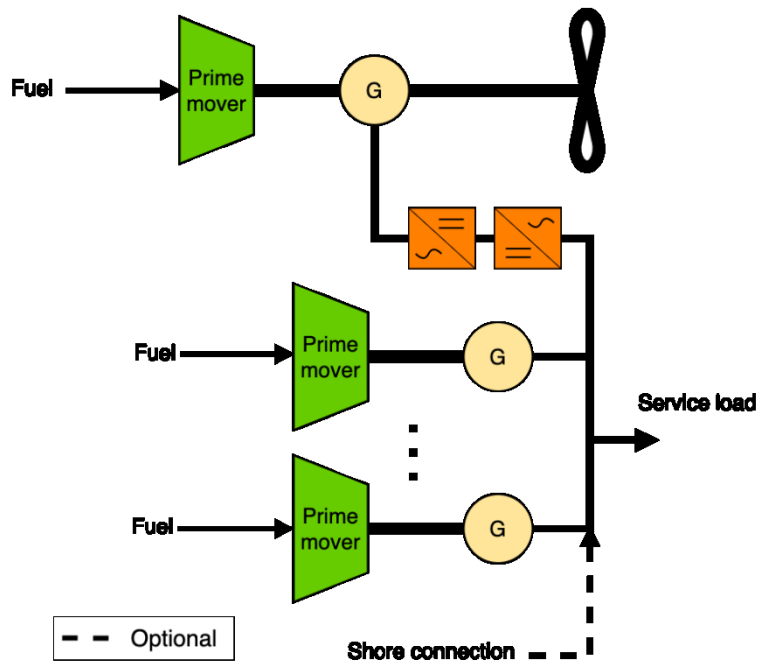 Fuel
Prime
mover
G
Fuel
Prime
mover
G
Service load
Fuel
Prime
mover
G
Optional
Shore connection